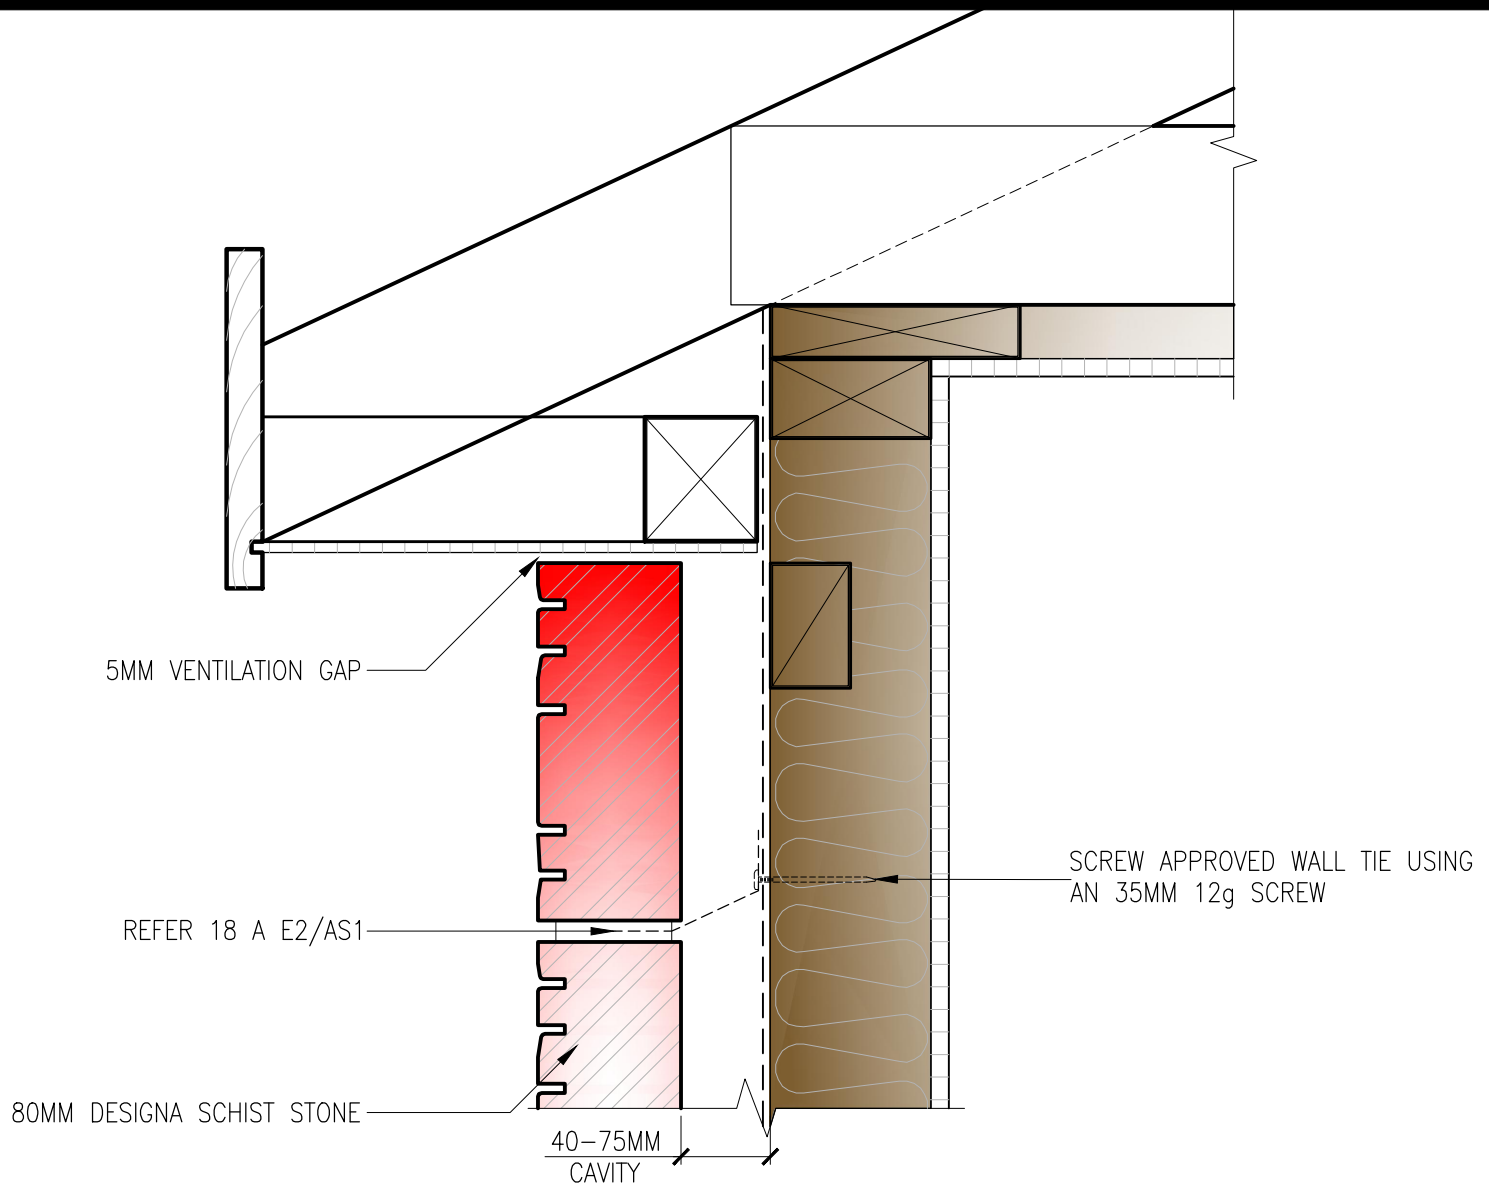 5MM VENTILATION GAP
SCREW APPROVED WALL TIE USING
AN 35MM 12g SCREW
REFER 18 A E2/AS1
80MM DESIGNA SCHIST STONE
40-75MM
CAVITY